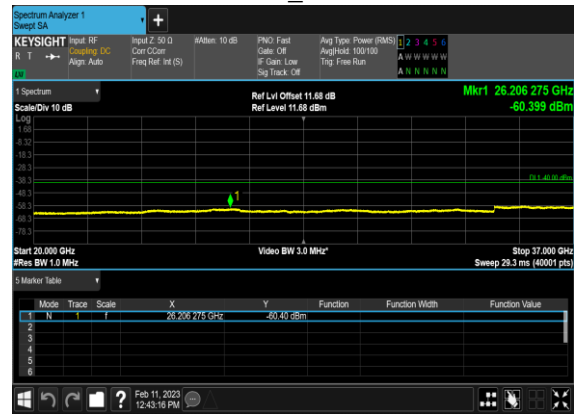 Spectrum Analyzer 1
Swept SA
+
KEYSIGHT Input: RF Input Z: 50 Ω #Atten: 10 dB PNO: Fast Avg Type: Power (RMS) 1 2 3 4 5 6
R T Coupling: DC Corr CCorr Gate: Off Avg|Hold: 100/100 A W W W W W
Align: Auto Freq Ref: Int (S) IF Gain: Low Trig: Free Run
Sig Track: Off A N N N N N
1 Spectrum Ref Lvl Offset 11.68 dB Mkr1 26.206 275 GHz
Scale/Div 10 dB Ref Level 11.68 dBm -60.399 dBm
Log
1.68
-8.32
-18.3
-28.3
-38.3 DL1 -40.00 dBm
-48.3 1
-58.3
-68.3
-78.3
Start 20.000 GHz Video BW 3.0 MHz* Stop 37.000 GHz
#Res BW 1.0 MHz Sweep 29.3 ms (40001 pts)
5 Marker Table
Mode Trace Scale X Y Function Function Width Function Value
1 N 1 f 26.206 275 GHz -60.40 dBm
2
3
4
5
6
? Feb 11, 2023
12:43:16 PM